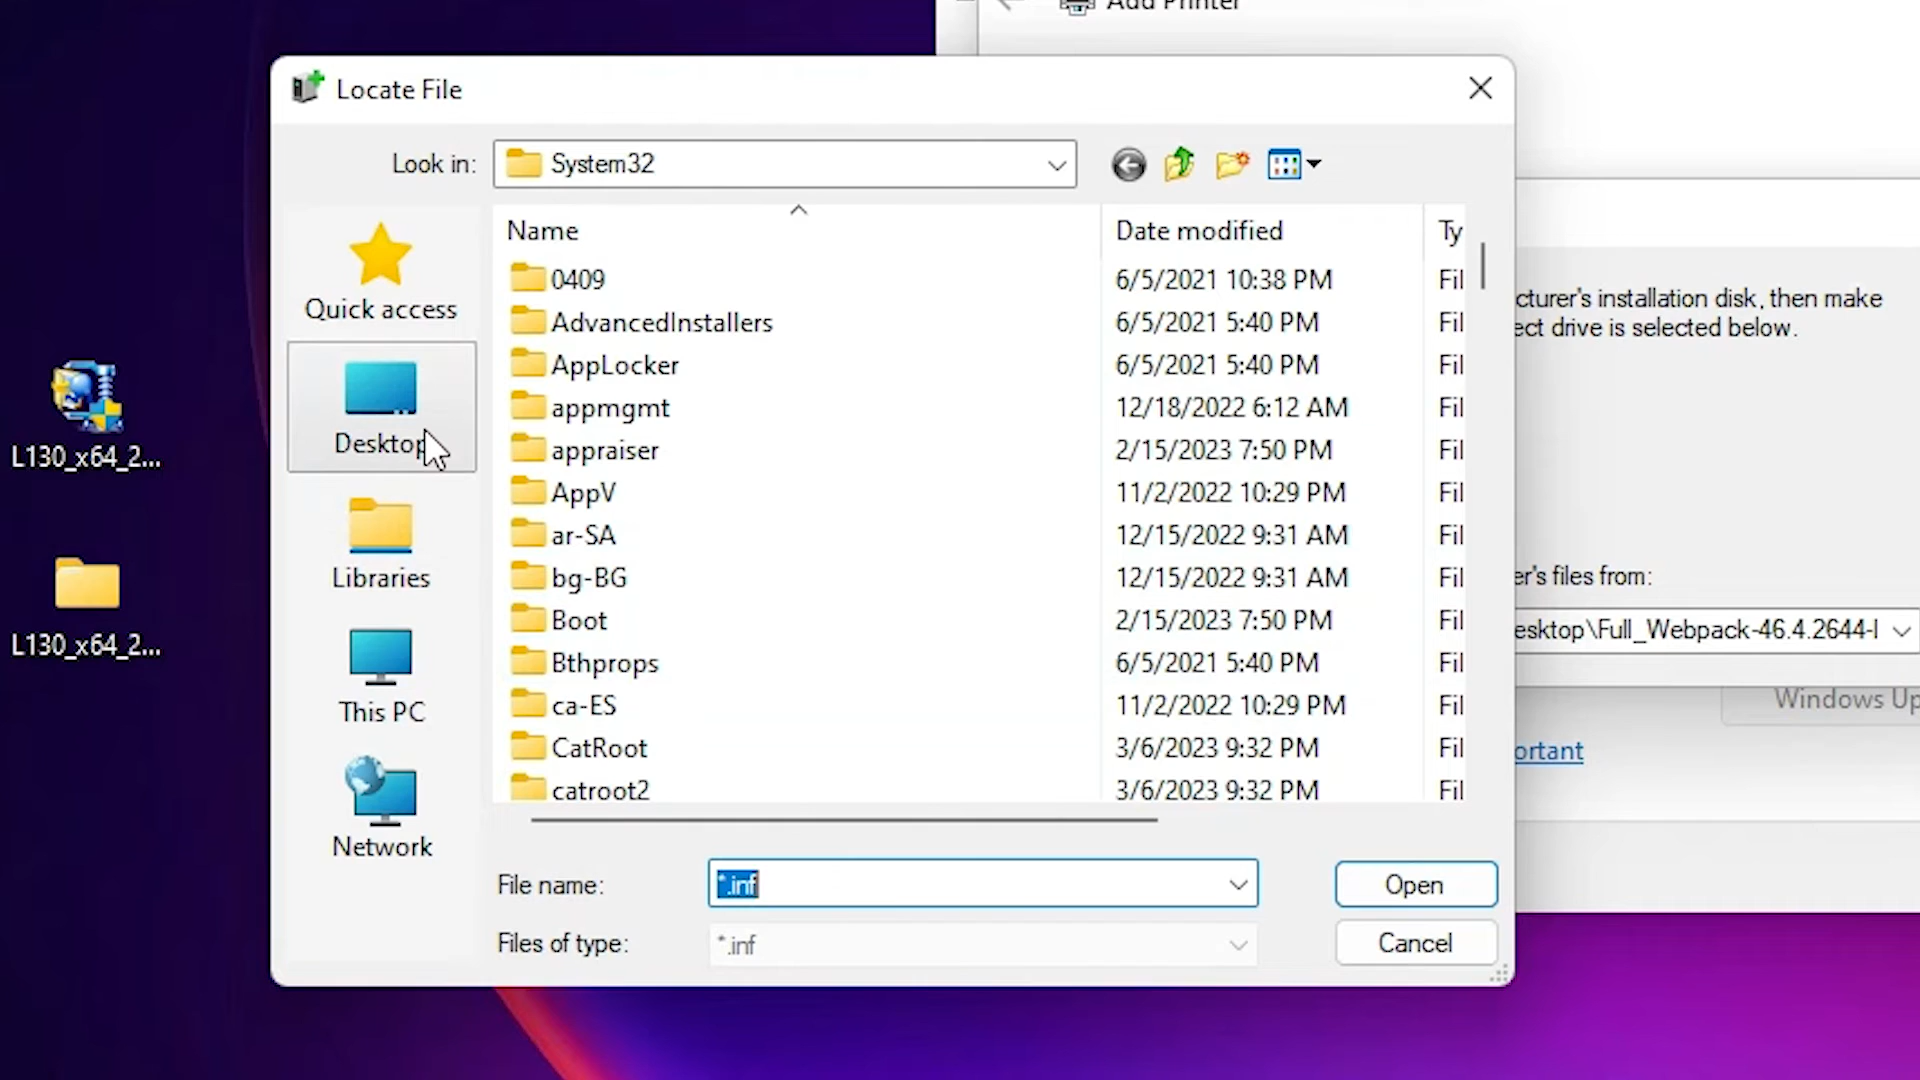 Add Printer
Locate File
Look in:
System32
Name
Date modified
Ty
Quick access
Desktop
Libraries
This PC
Network
0409 6/5/2021 10:38 PM Fil
AdvancedInstallers 6/5/2021 5:40 PM Fil
AppLocker 6/5/2021 5:40 PM Fil
appmgmt 12/18/2022 6:12 AM Fil
appraiser 2/15/2023 7:50 PM Fil
AppV 11/2/2022 10:29 PM Fil
ar-SA 12/15/2022 9:31 AM Fil
bg-BG 12/15/2022 9:31 AM Fil
Boot 2/15/2023 7:50 PM Fil
Bthprops 6/5/2021 5:40 PM Fil
ca-ES 11/2/2022 10:29 PM Fil
CatRoot 3/6/2023 9:32 PM Fil
catroot2 3/6/2023 9:32 PM Fil
File name:
*.inf
Open
Files of type:
*.inf
Cancel
L130_x64_2...
L130_x64_2...
cturer's installation disk, then make
ect drive is selected below.
er's files from:
esktop\Full_Webpack-46.4.2644-l
Windows Up
ortant